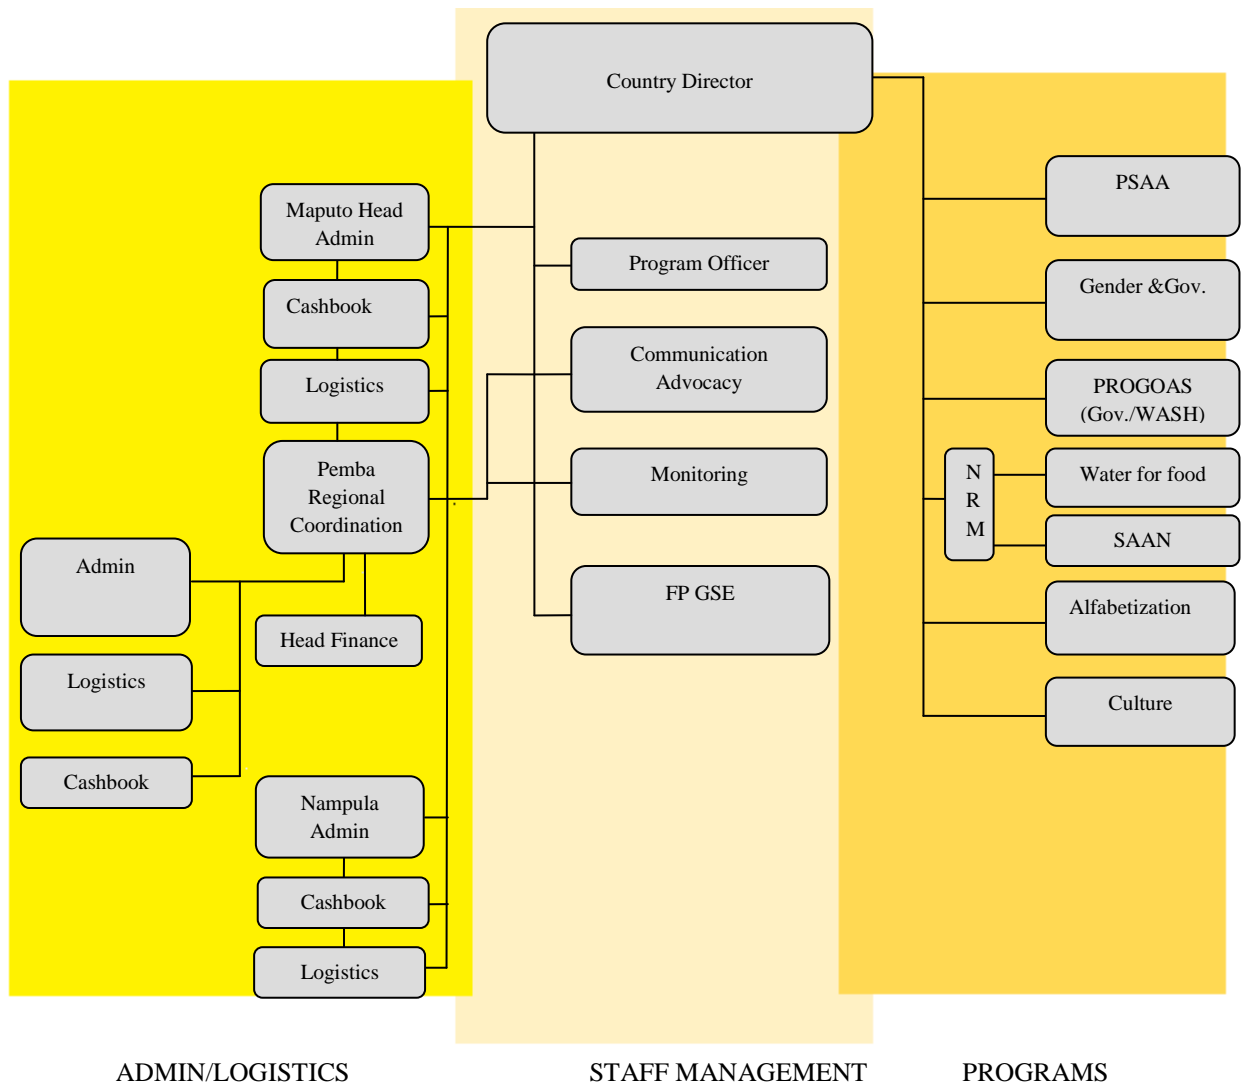 Country Director
Maputo Head
Admin
Cashbook
Logistics
Pemba
Regional
Coordination
Admin
Head Finance
Logistics
Cashbook
Nampula
Admin
Cashbook
Logistics
Program Officer
Communication
Advocacy
Monitoring
FP GSE
PSAA
Gender &Gov.
PROGOAS
(Gov./WASH)
N
R
M
Water for food
SAAN
Alfabetization
Culture
ADMIN/LOGISTICS
STAFF MANAGEMENT
PROGRAMS